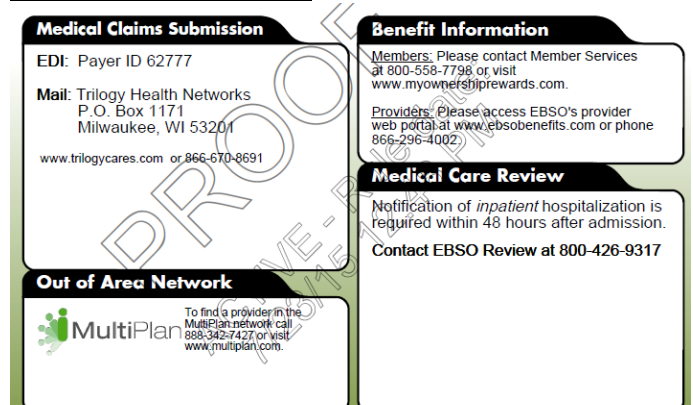 Medical Claims Submission
EDI: Payer ID 62777
Mail: Trilogy Health Networks
P.O. Box 1171
Milwaukee, WI 53201
www.trilogycares.com or 866-670-8691
Out of Area Network
MultiPlan
To find a provider in the
MultiPlan network call
888-342-7427 or visit
www.multiplan.com.
Benefit Information
Members: Please contact Member Services
at 800-558-7798 or visit
www.myownershiprewards.com.
Providers: Please access EBSO's provider
web portal at www.ebsobenefits.com or phone
866-296-4002.
Medical Care Review
Notification of inpatient hospitalization is
required within 48 hours after admission.
Contact EBSO Review at 800-426-9317
PROOF